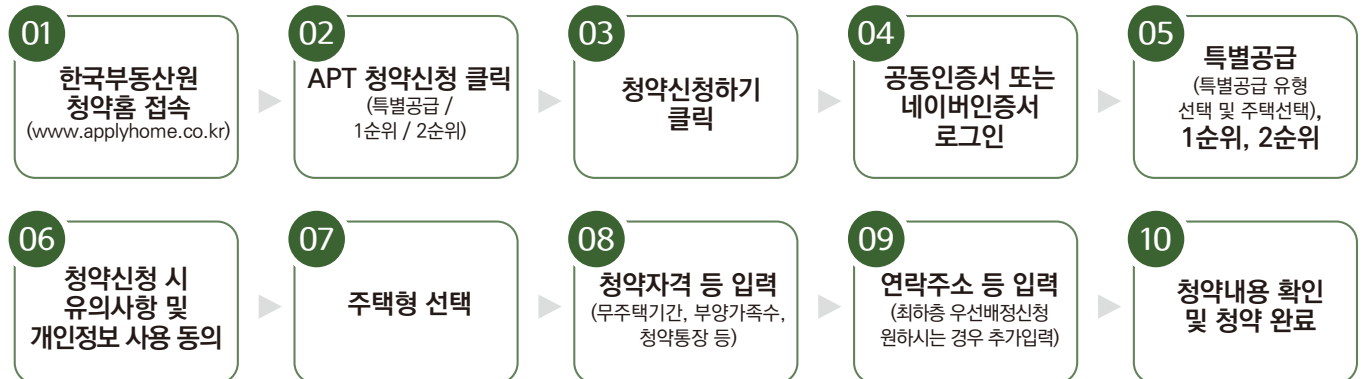 01
한국부동산원
청약홈 접속
(www.applyhome.co.kr)
02
APT 청약신청 클릭
(특별공급 /
1순위 / 2순위)
03
청약신청하기
클릭
04
공동인증서 또는
네이버인증서
로그인
05
특별공급
(특별공급 유형
선택 및 주택선택),
1순위, 2순위
06
청약신청 시
유의사항 및
개인정보 사용 동의
07
주택형 선택
08
청약자격 등 입력
(무주택기간, 부양가족수,
청약통장 등)
09
연락주소 등 입력
(최하층 우선배정신청
원하시는 경우 추가입력)
10
청약내용 확인
및 청약 완료